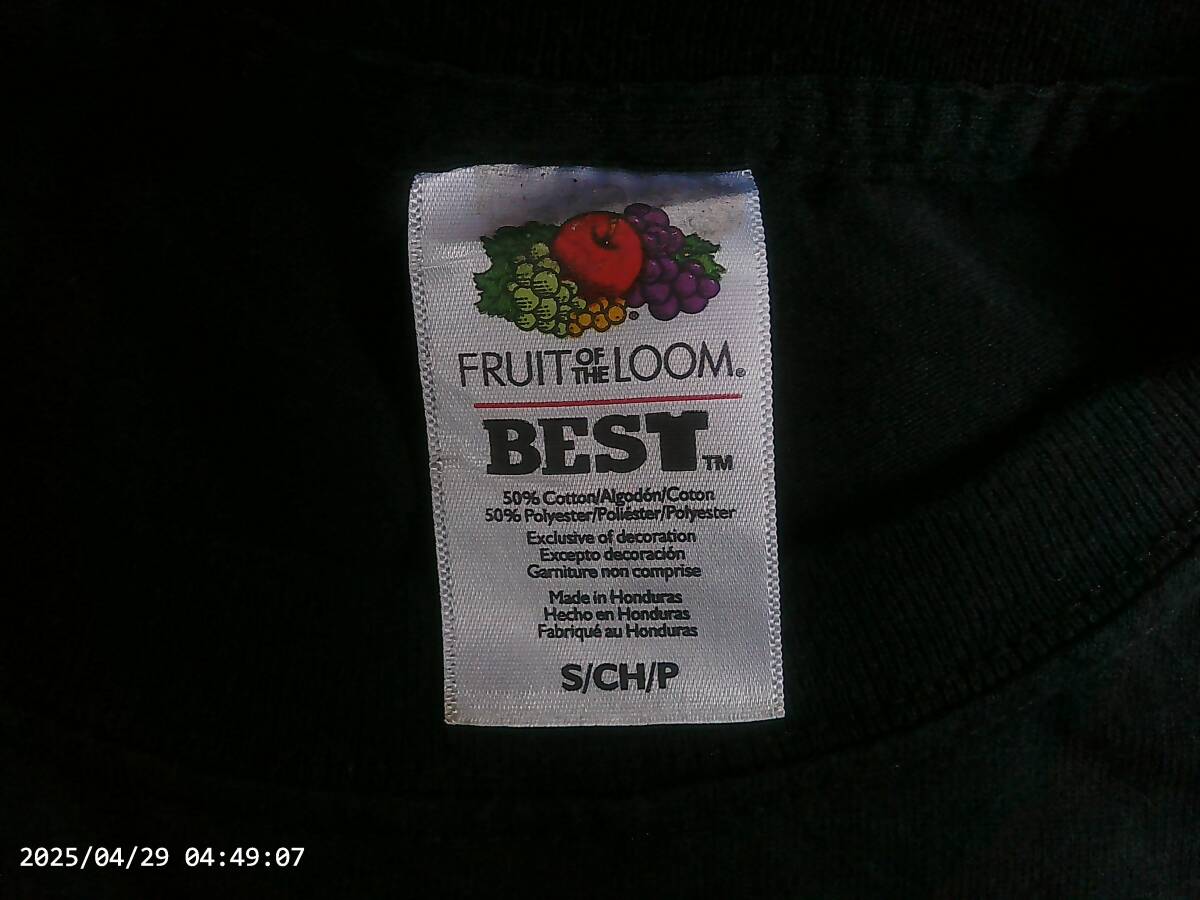 FRUIT OF THE LOOM®
BEST™
50% Cotton/Algodón/Coton
50% Polyester/Poliéster/Polyester
Exclusive of decoration
Excepto decoración
Garniture non comprise
Made in Honduras
Hecho en Honduras
Fabriqué au Honduras
S/CH/P
2025/04/29 04:49:07